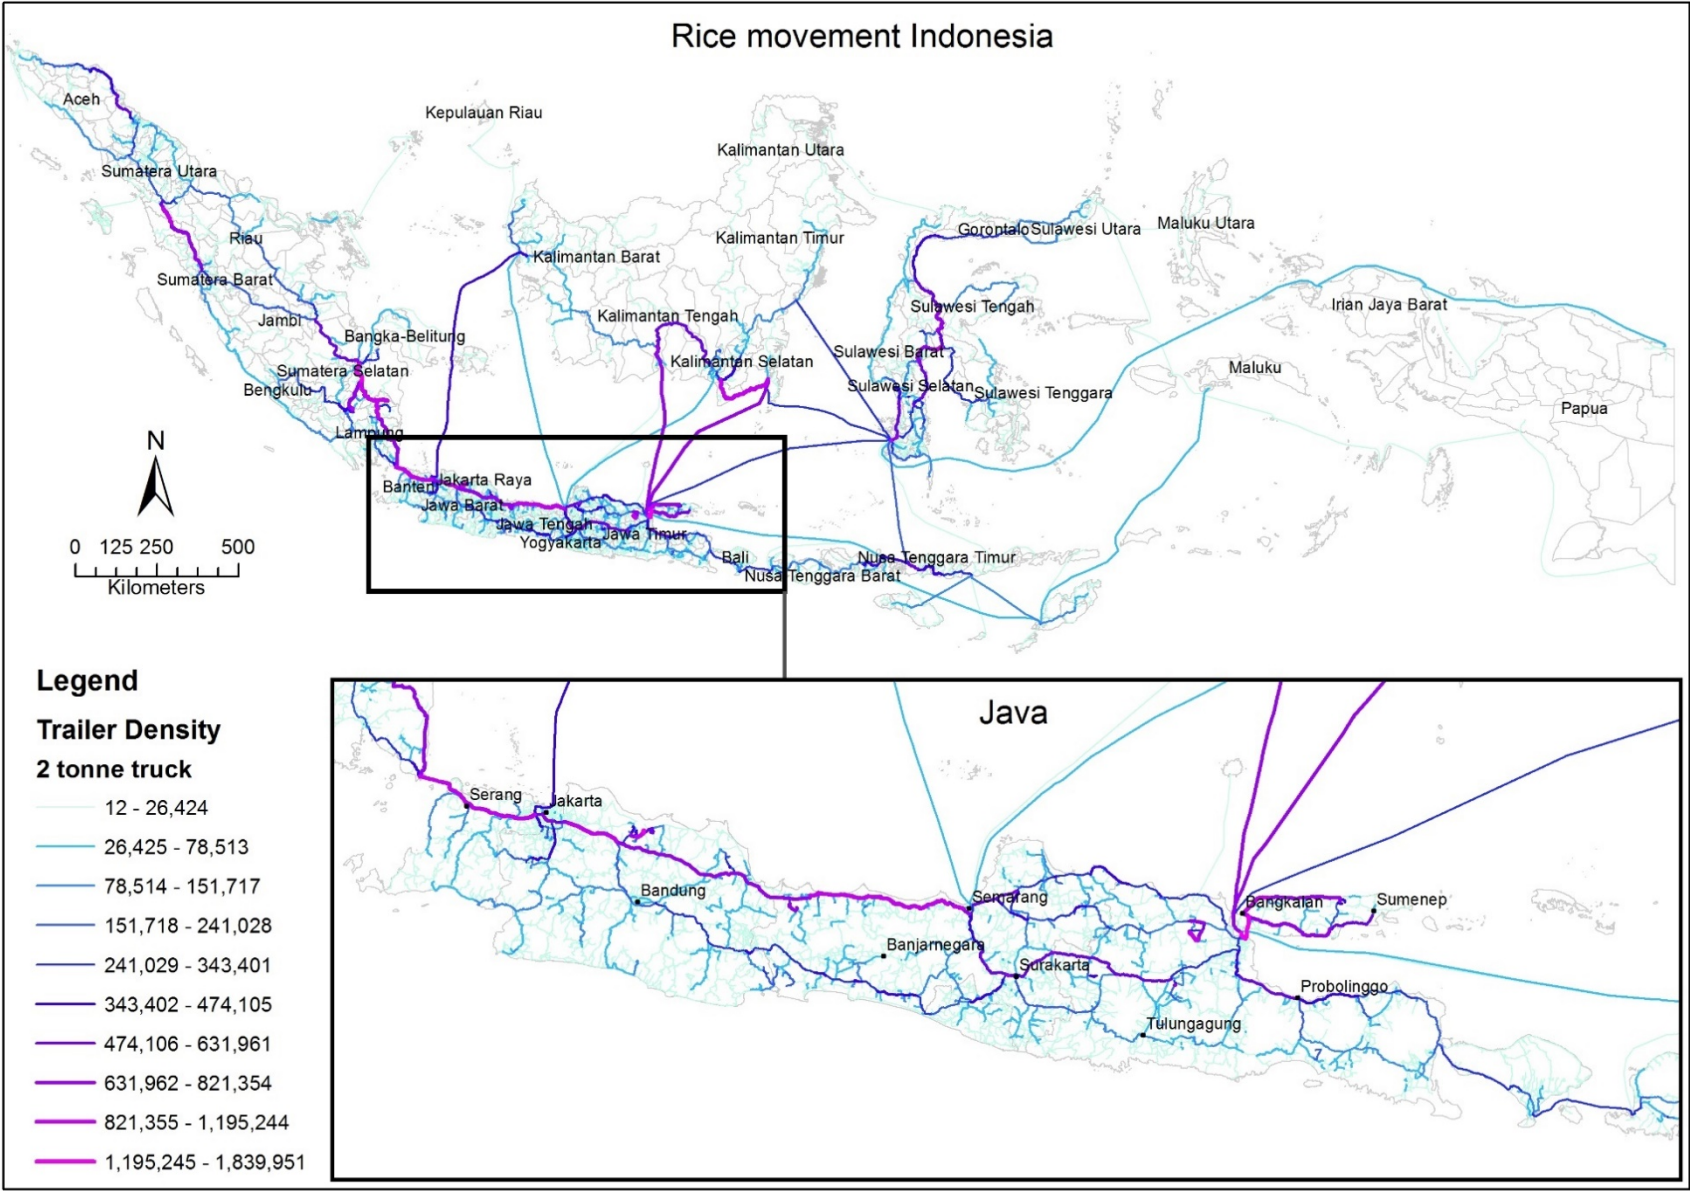 Rice movement Indonesia
Aceh
Kepulauan Riau
Kalimantan Utara
Sumatera Utara
Maluku Utara
Gorontalo
Sulawesi Utara
Riau
Kalimantan Timur
Kalimantan Barat
Sumatera Barat
Sulawesi Tengah
Irian Jaya Barat
Jambi
Kalimantan Tengah
Bangka-Belitung
Sulawesi Barat
Kalimantan Selatan
Maluku
Sumatera Selatan
Bengkulu
Sulawesi Selatan
Sulawesi Tenggara
Papua
Lampung
N
Banten
Jakarta Raya
Jawa Barat
Jawa Tengah
Jawa Timur
Yogyakarta
Bali
Nusa Tenggara Timur
Nusa Tenggara Barat
0 125 250 500
Kilometers
Legend
Trailer Density
2 tonne truck
12 - 26,424
26,425 - 78,513
78,514 - 151,717
151,718 - 241,028
241,029 - 343,401
343,402 - 474,105
474,106 - 631,961
631,962 - 821,354
821,355 - 1,195,244
1,195,245 - 1,839,951
Java
Serang
Jakarta
Bandung
Semarang
Bangkalan
Sumenep
Banjarnegara
Surakarta
Probolinggo
Tulungagung